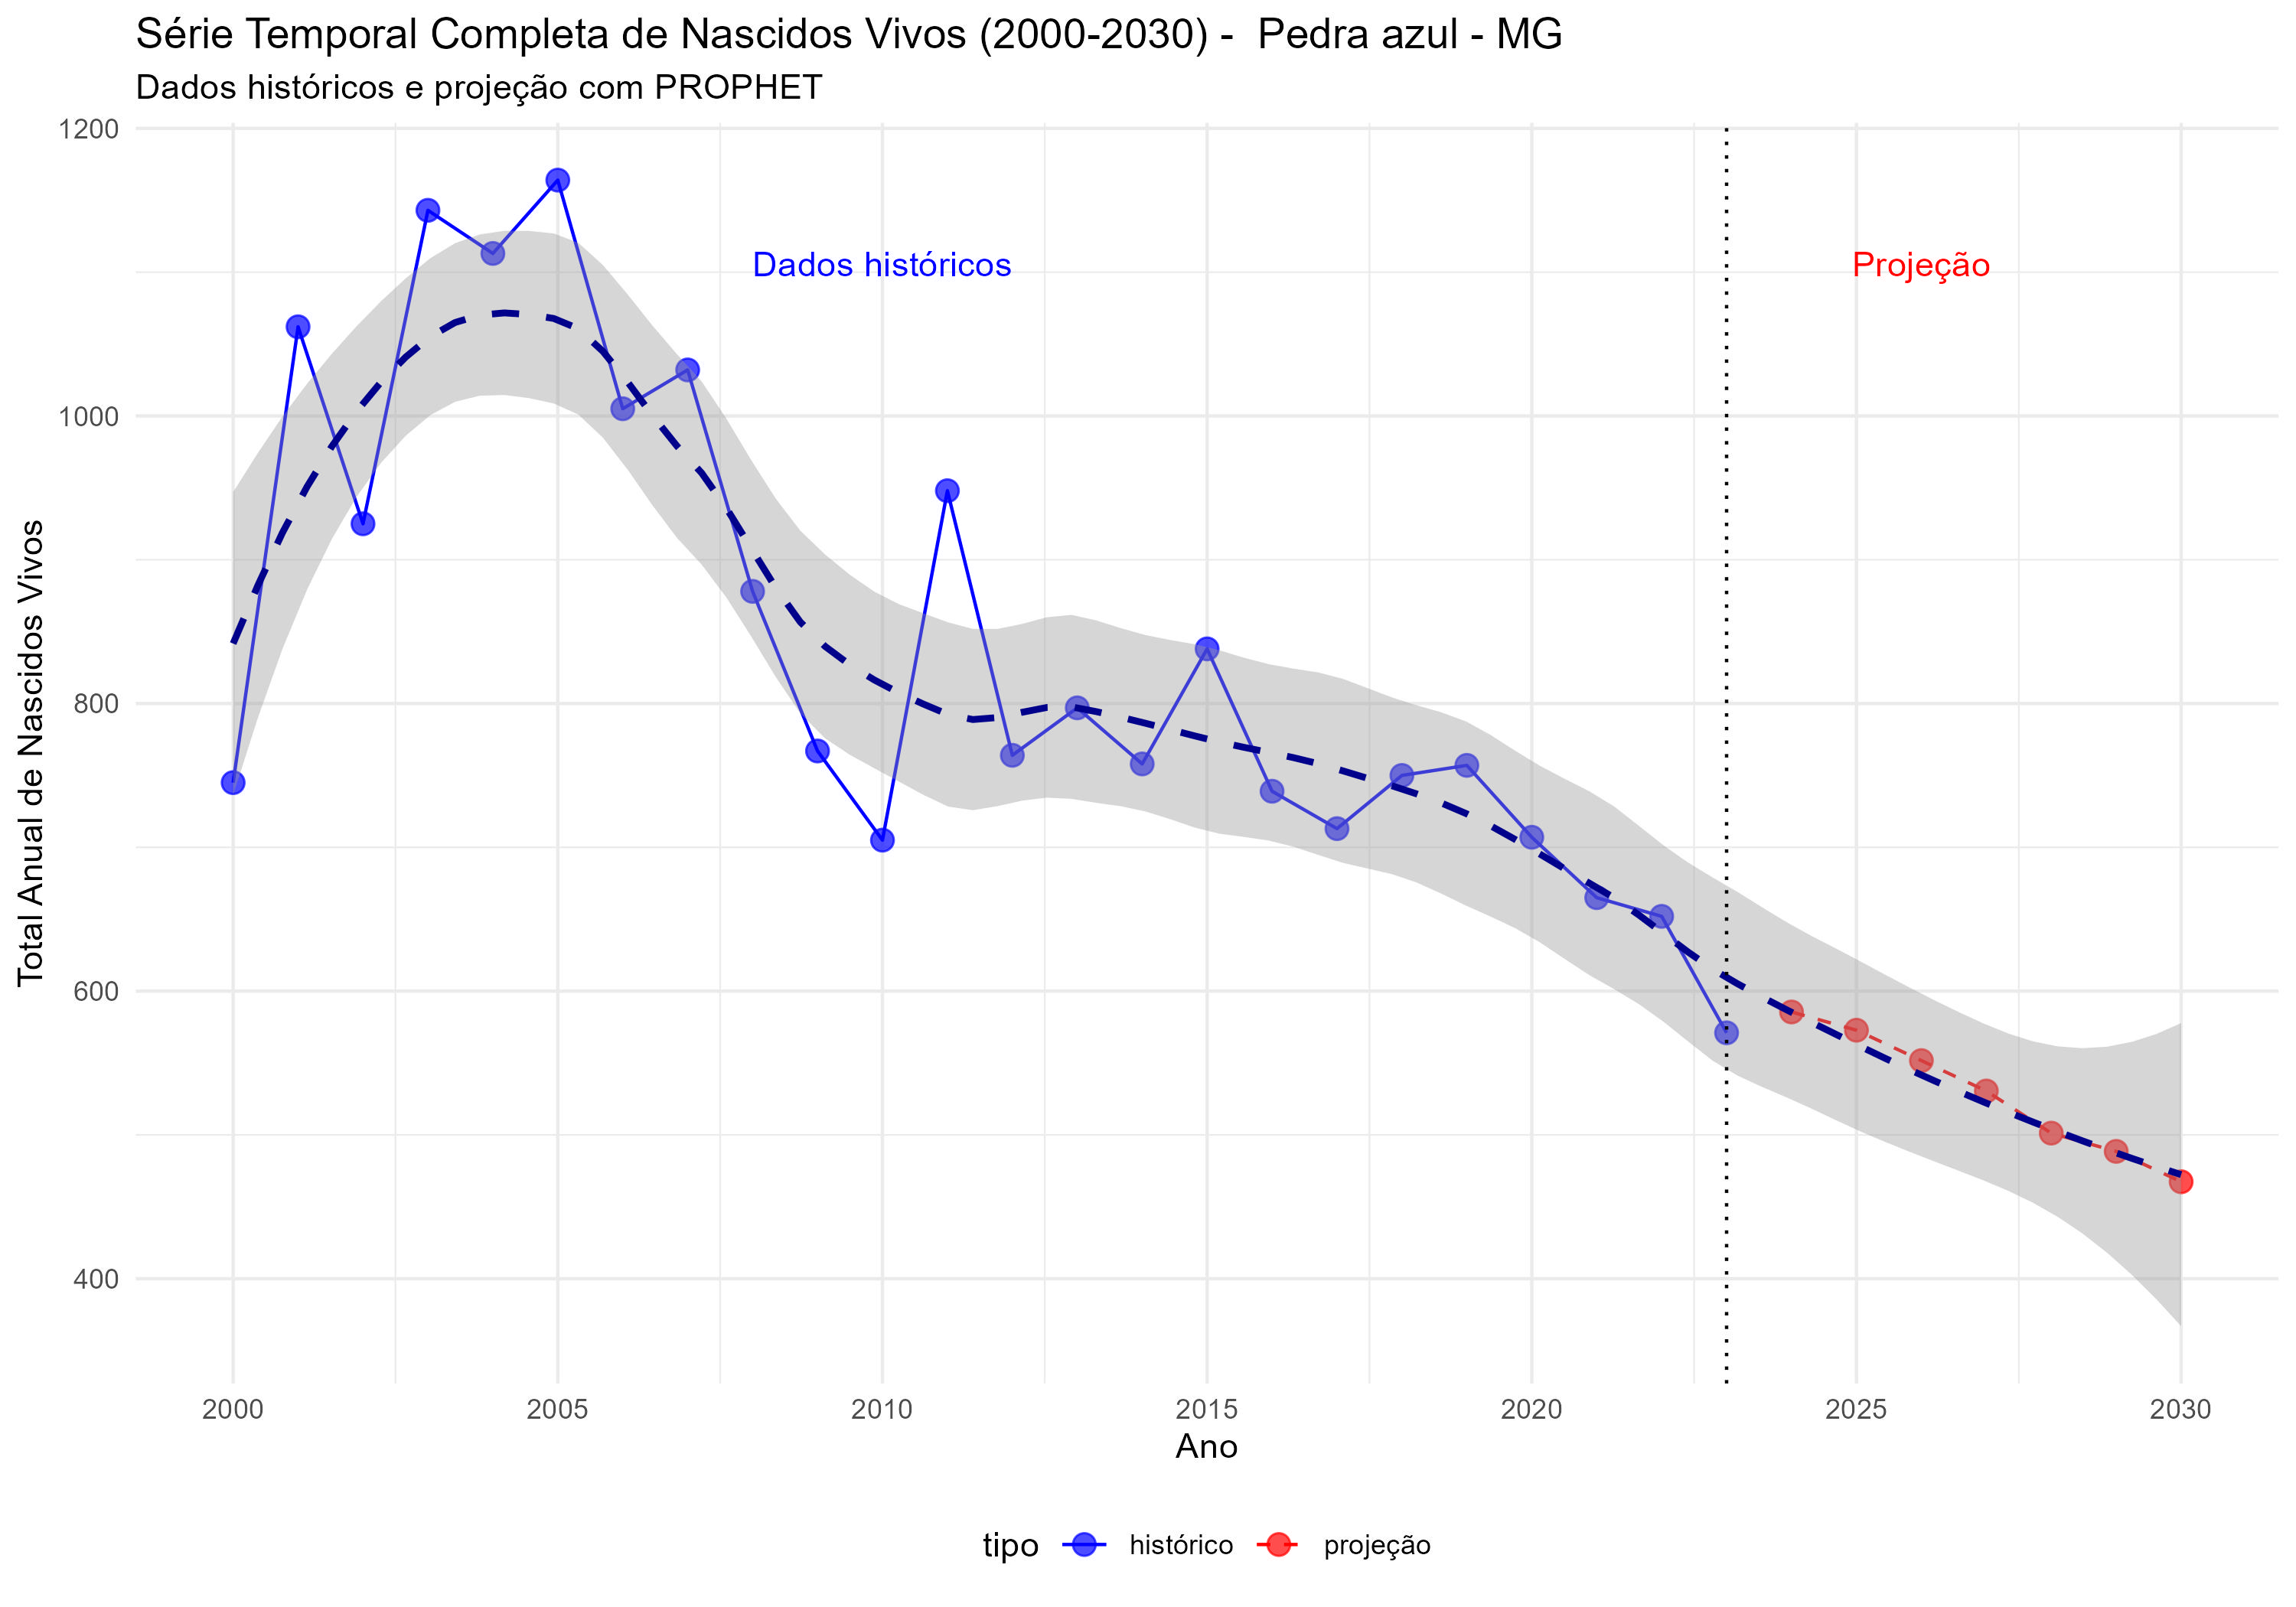 Série Temporal Completa de Nascidos Vivos (2000-2030) -  Pedra azul - MG
Dados históricos e projeção com PROPHET
Total Anual de Nascidos Vivos
1200
1000
800
600
400
Dados históricos
Projeção
2000 2005 2010 2015 2020 2025 2030
Ano
tipo histórico projeção